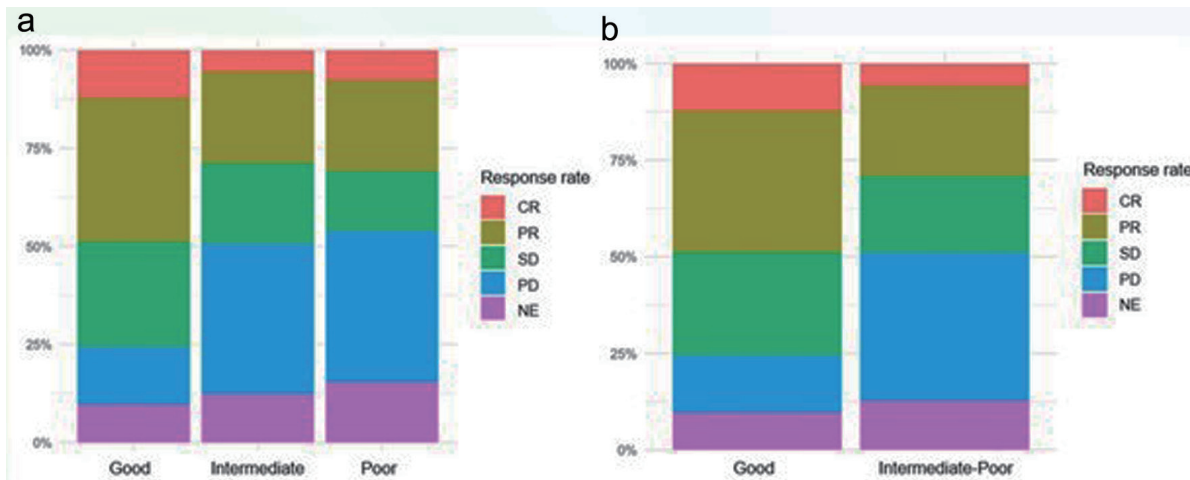 a
100%
75%
50%
25%
0%
Good Intermediate Poor
Response rate
CR
PR
SD
PD
NE
b
100%
75%
50%
25%
0%
Good Intermediate-Poor
Response rate
CR
PR
SD
PD
NE